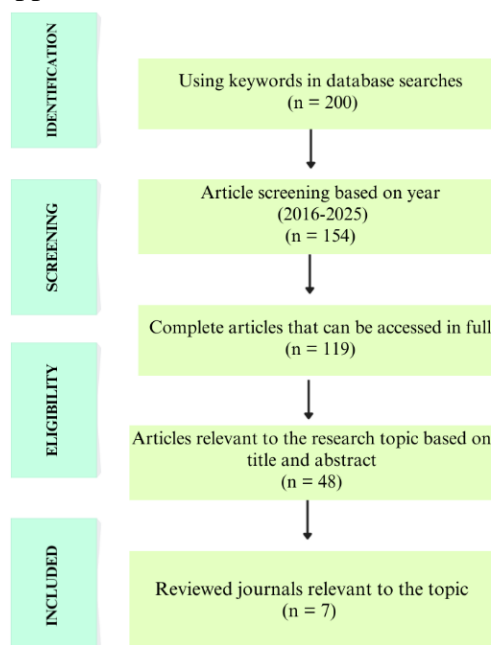 IDENTIFICATION
Using keywords in database searches
(n = 200)
SCREENING
Article screening based on year
(2016-2025)
(n = 154)
Complete articles that can be accessed in full
(n = 119)
ELIGIBILITY
Articles relevant to the research topic based on
title and abstract
(n = 48)
INCLUDED
Reviewed journals relevant to the topic
(n = 7)